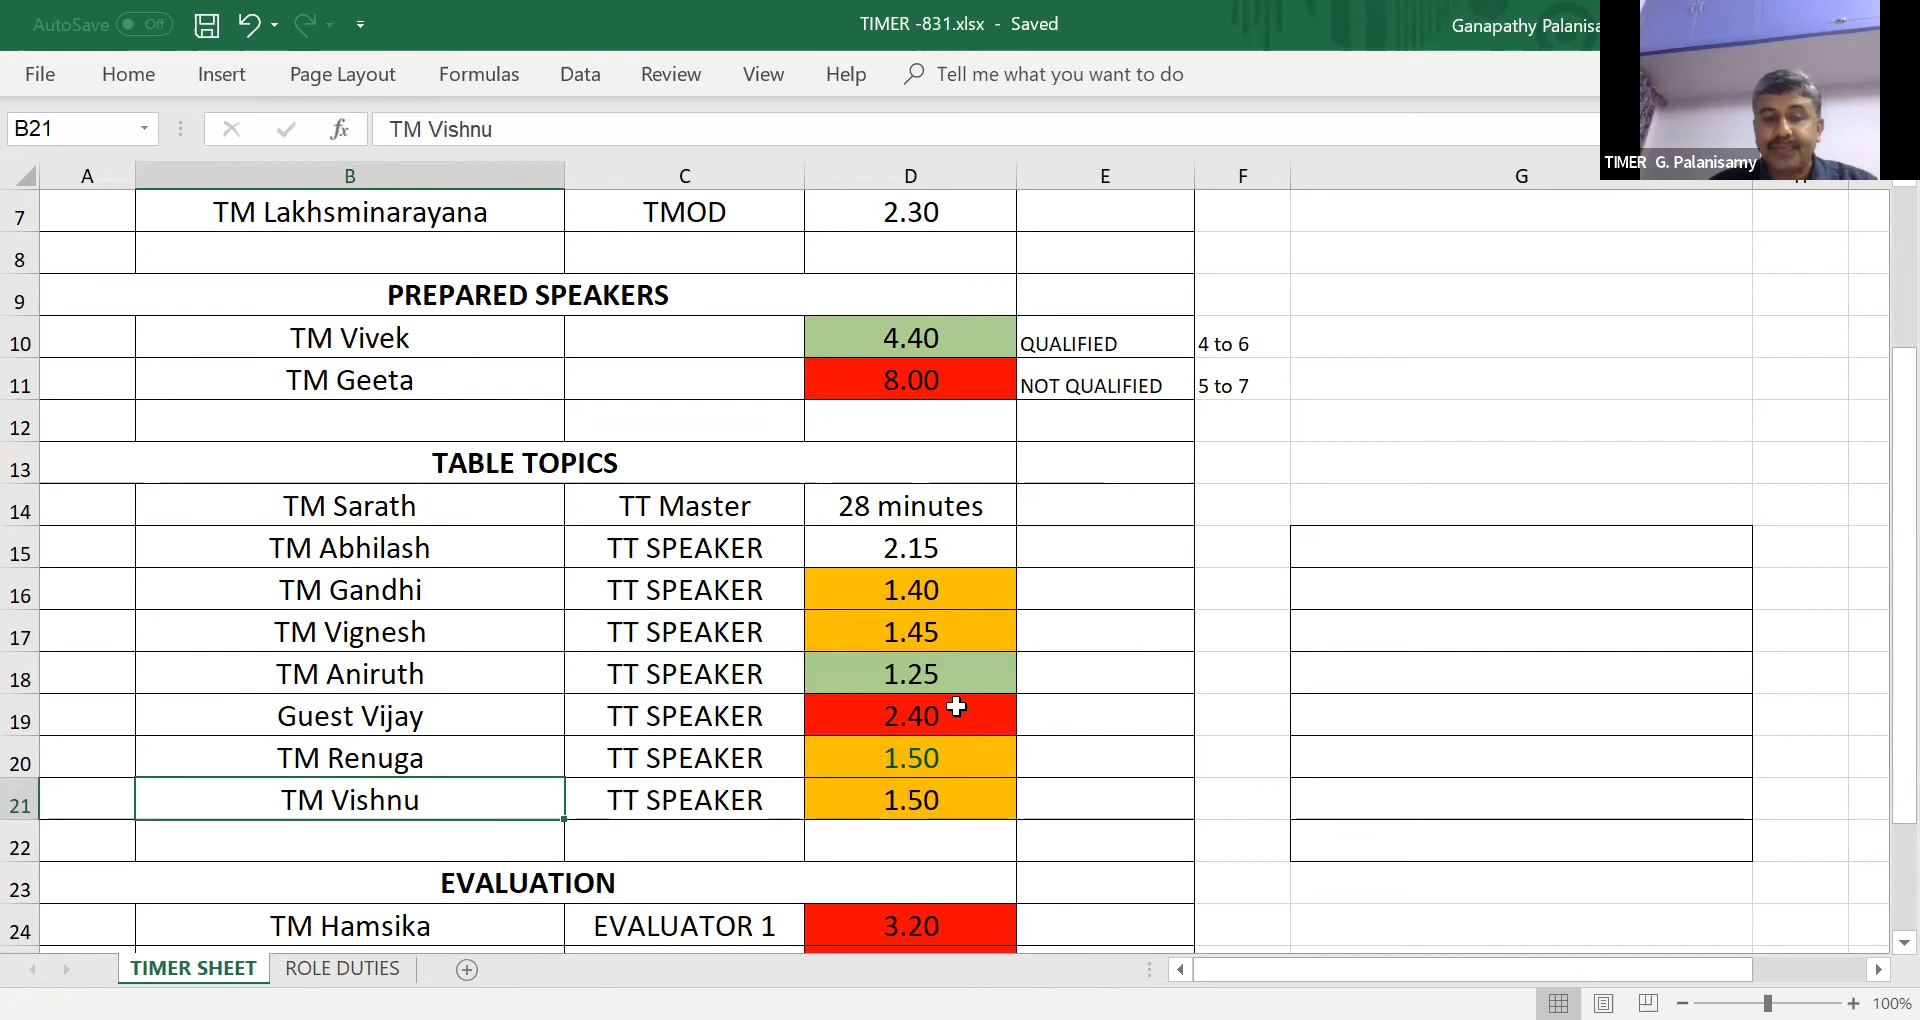 AutoSave Off TIMER -831.xlsx - Saved Ganapathy Palanisa
File Home Insert Page Layout Formulas Data Review View Help Tell me what you want to do
B21 fx TM Vishnu
TIMER G. Palanisamy
A B C D E F G
7 TM Lakhsminarayana TMOD 2.30
8
9 PREPARED SPEAKERS
10 TM Vivek 4.40 QUALIFIED 4 to 6
11 TM Geeta 8.00 NOT QUALIFIED 5 to 7
12
13 TABLE TOPICS
14 TM Sarath TT Master 28 minutes
15 TM Abhilash TT SPEAKER 2.15
16 TM Gandhi TT SPEAKER 1.40
17 TM Vignesh TT SPEAKER 1.45
18 TM Aniruth TT SPEAKER 1.25
19 Guest Vijay TT SPEAKER 2.40
20 TM Renuga TT SPEAKER 1.50
21 TM Vishnu TT SPEAKER 1.50
22
23 EVALUATION
24 TM Hamsika EVALUATOR 1 3.20
TIMER SHEET ROLE DUTIES
100%